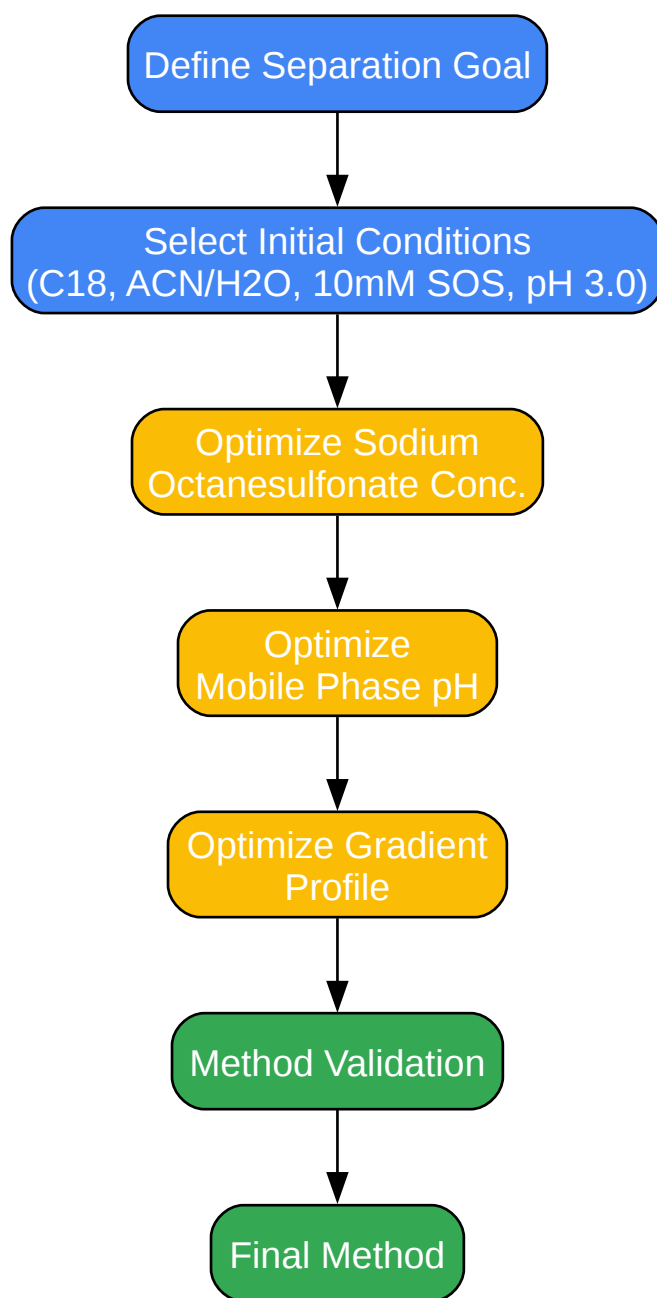 Define Separation Goal
Select Initial Conditions
(C18, ACN/H2O, 10mM SOS, pH 3.0)
Optimize Sodium
Octanesulfonate Conc.
Optimize
Mobile Phase pH
Optimize Gradient
Profile
Method Validation
Final Method